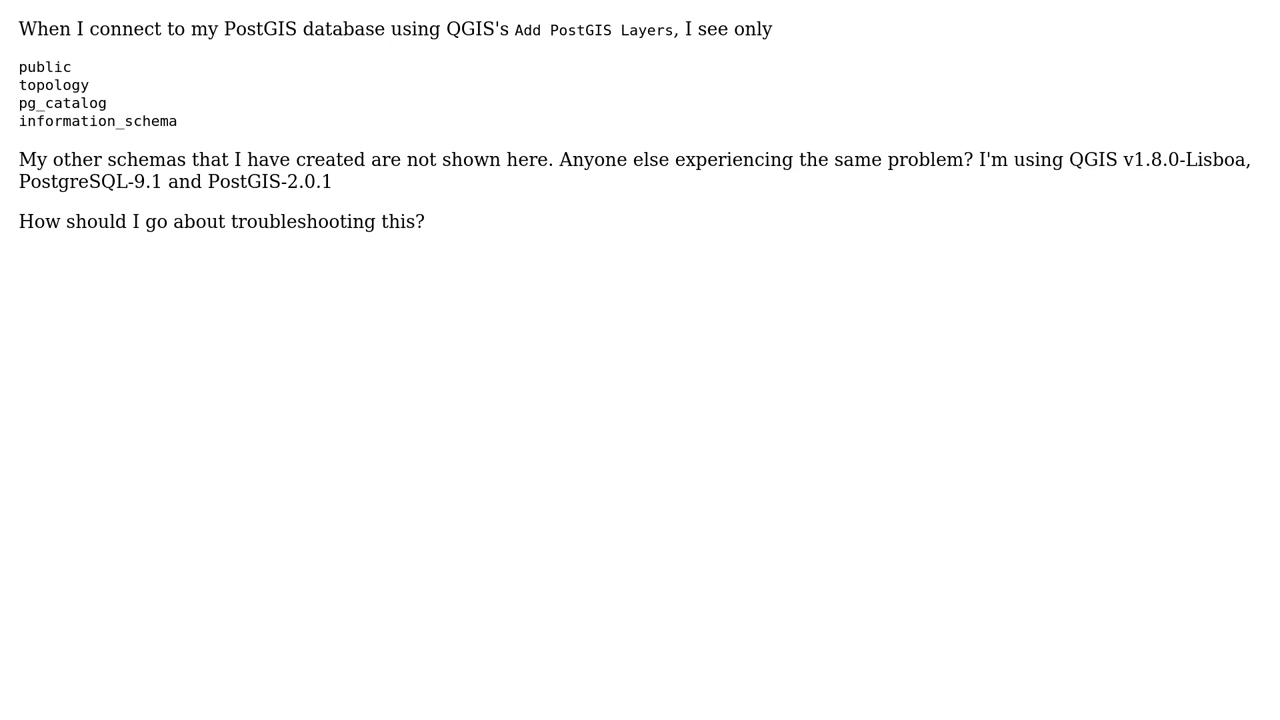 When I connect to my PostGIS database using QGIS's Add PostGIS Layers, I see only
public
topology
pg_catalog
information_schema
My other schemas that I have created are not shown here. Anyone else experiencing the same problem? I'm using QGIS v1.8.0-Lisboa,
PostgreSQL-9.1 and PostGIS-2.0.1
How should I go about troubleshooting this?